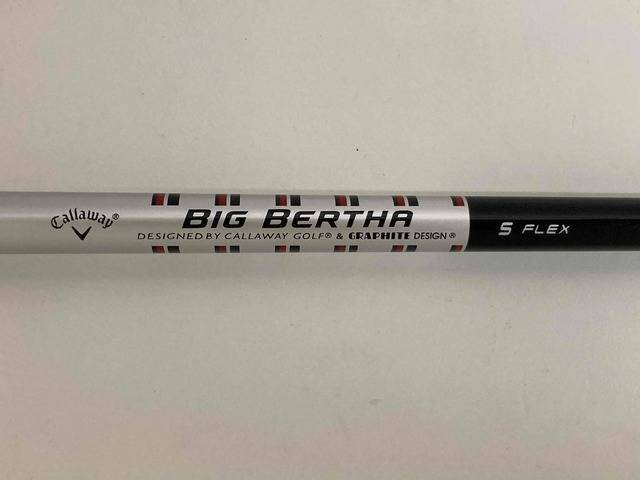 Callaway®
BIG BERTHA
DESIGNED BY CALLAWAY GOLF® & GRAPHITE DESIGN®
S FLEX